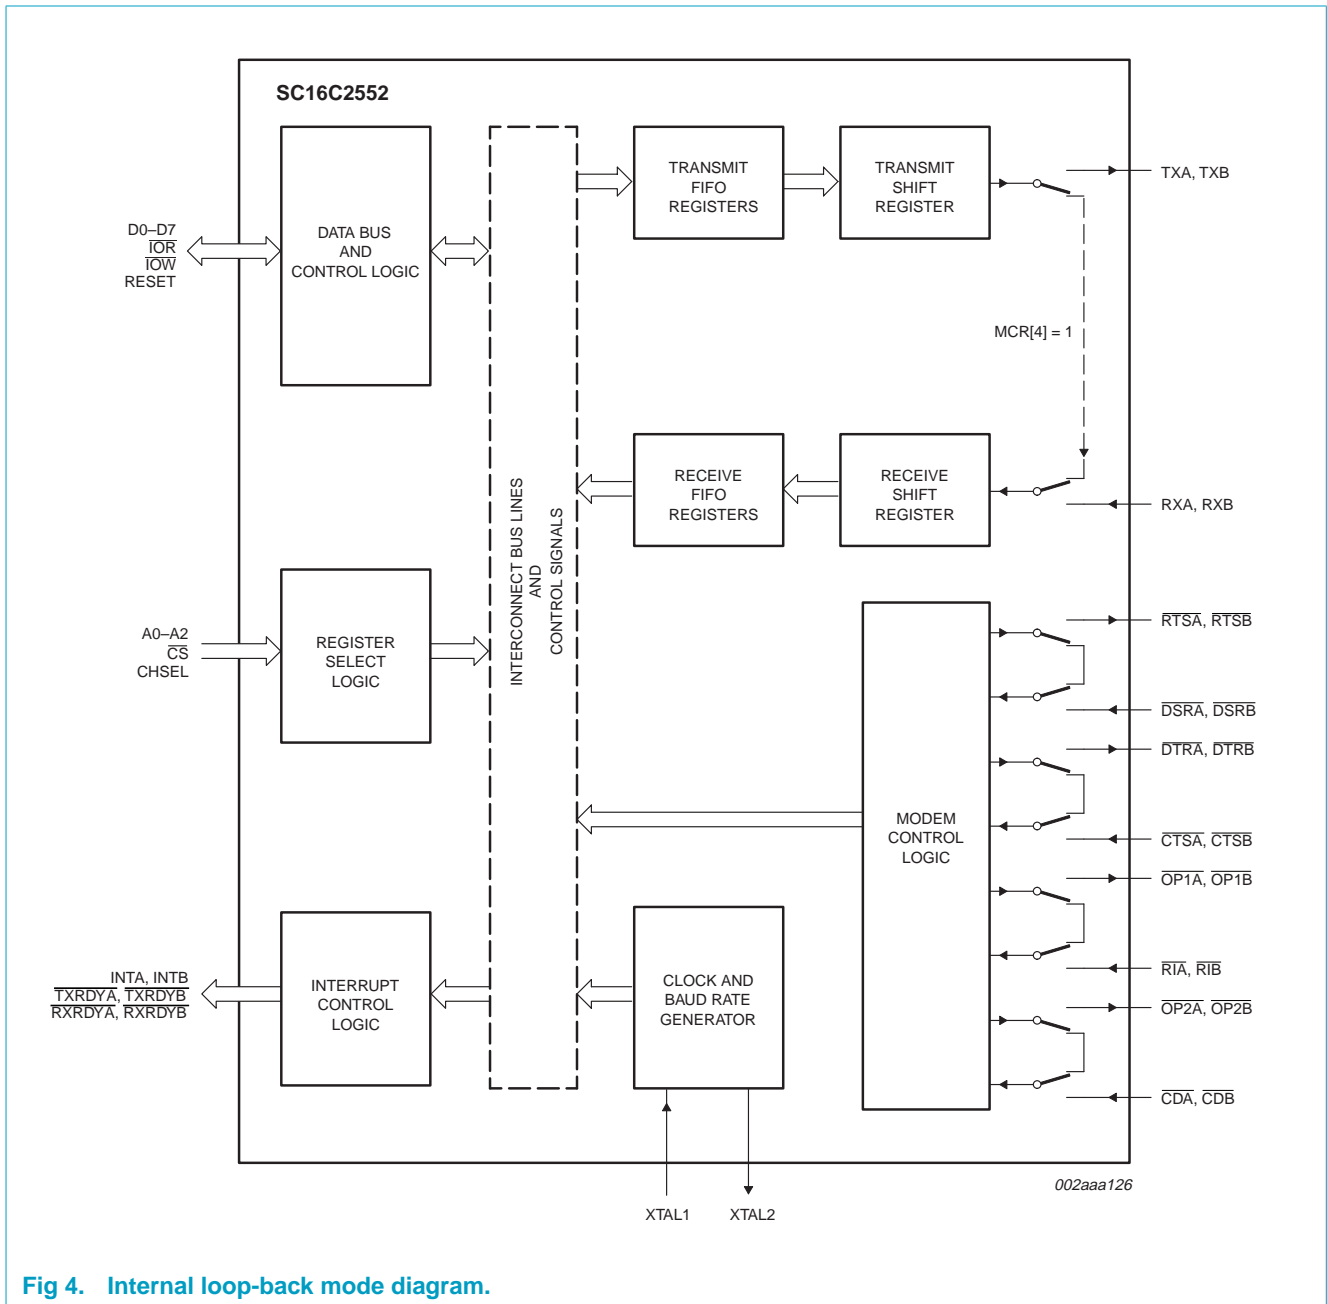 SC16C2552
DATA BUS
AND
CONTROL LOGIC
D0–D7
IOR
IOW
RESET
TRANSMIT
FIFO
REGISTERS
TRANSMIT
SHIFT
REGISTER
TXA, TXB
MCR[4] = 1
RECEIVE
FIFO
REGISTERS
RECEIVE
SHIFT
REGISTER
RXA, RXB
INTERCONNECT BUS LINES
AND
CONTROL SIGNALS
A0–A2
CS
CHSEL
REGISTER
SELECT
LOGIC
MODEM
CONTROL
LOGIC
RTSA, RTSB
DSRA, DSRB
DTRA, DTRB
CTSA, CTSB
OP1A, OP1B
RIA, RIB
OP2A, OP2B
CDA, CDB
INTA, INTB
TXRDYA, TXRDYB
RXRDYA, RXRDYB
INTERRUPT
CONTROL
LOGIC
CLOCK AND
BAUD RATE
GENERATOR
XTAL1
XTAL2
002aaa126
Fig 4. Internal loop-back mode diagram.